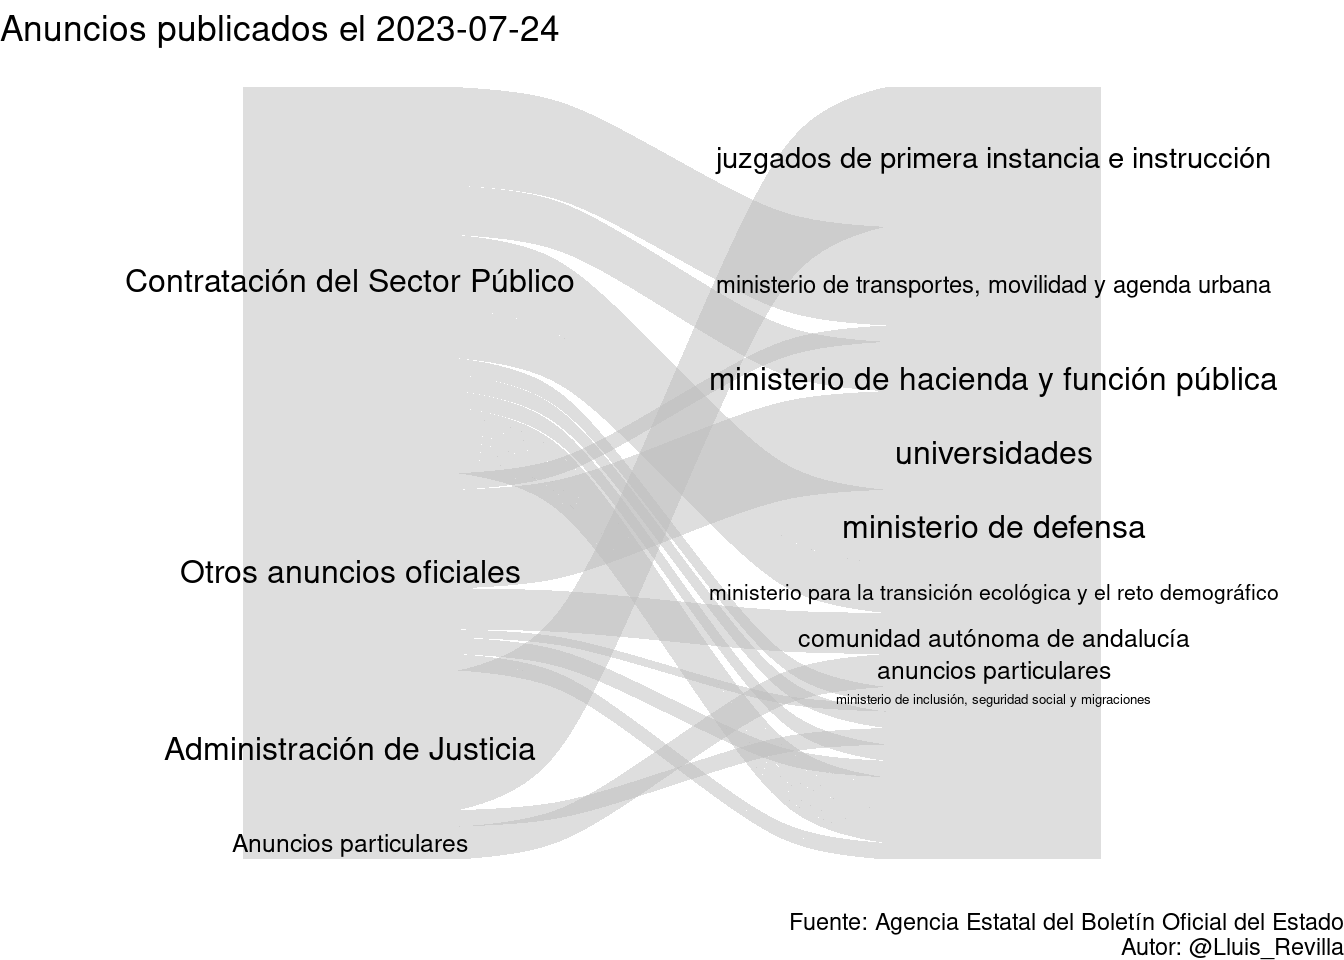 Anuncios publicados el 2023-07-24
juzgados de primera instancia e instrucción
Contratación del Sector Público
ministerio de transportes, movilidad y agenda urbana
ministerio de hacienda y función pública
universidades
ministerio de defensa
Otros anuncios oficiales
ministerio para la transición ecológica y el reto demográfico
comunidad autónoma de andalucía
anuncios particulares
ministerio de inclusión, seguridad social y migraciones
Administración de Justicia
Anuncios particulares
Fuente: Agencia Estatal del Boletín Oficial del Estado
Autor: @Lluis_Revilla